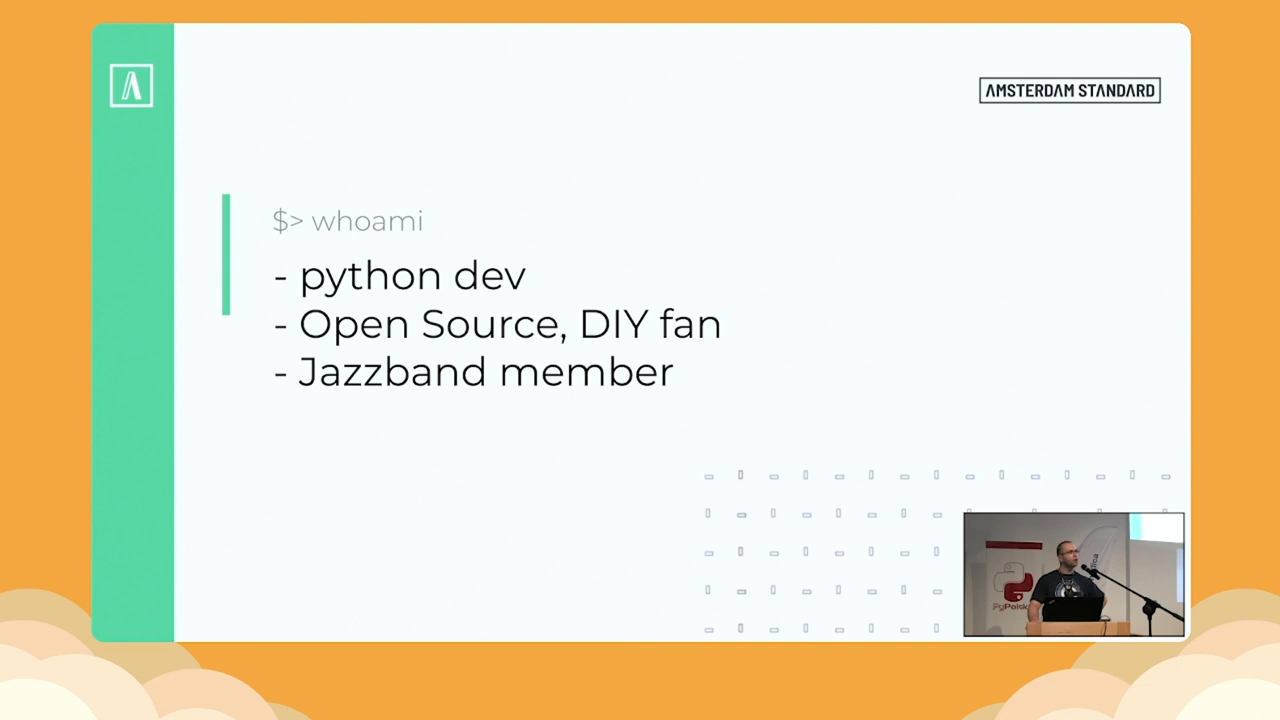 AMSTERDAM STANDARD
$> whoami
- python dev
- Open Source, DIY fan
- Jazzband member